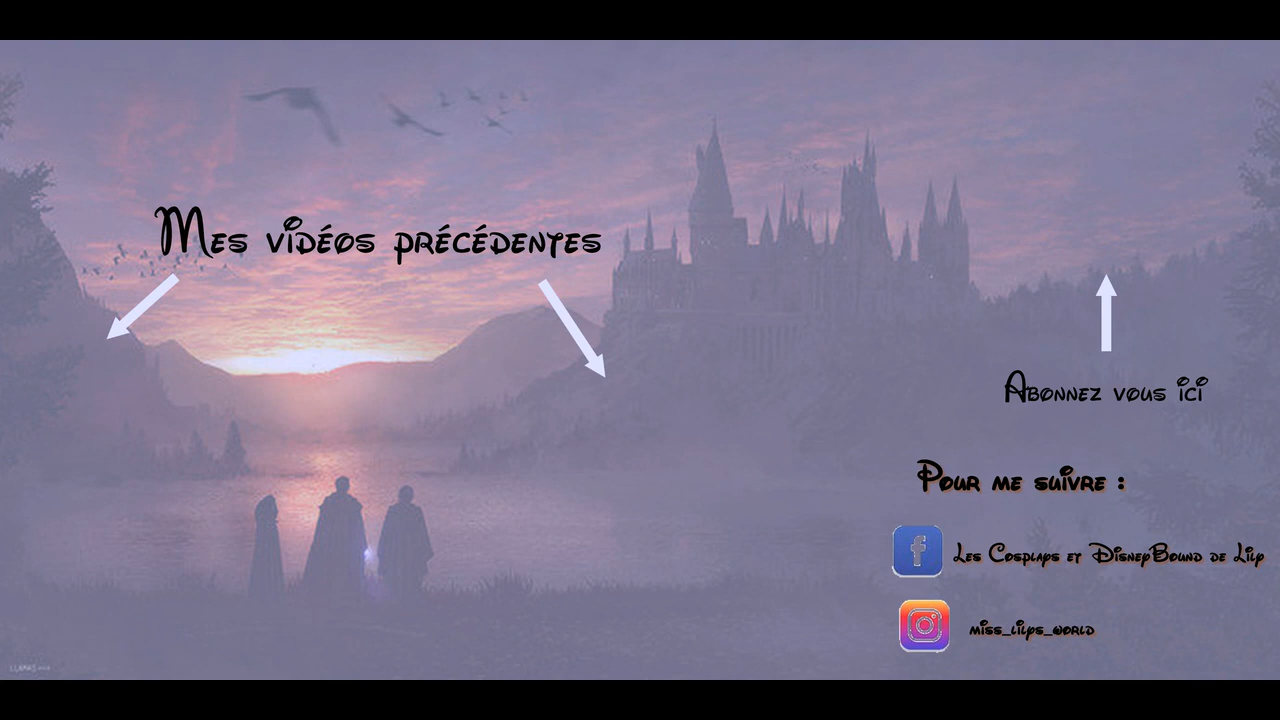 Mes vidéos précédentes
Abonnez vous ici
Pour me suivre :
Les Cosplays et DisneyBound de Lily
miss_lilys_world